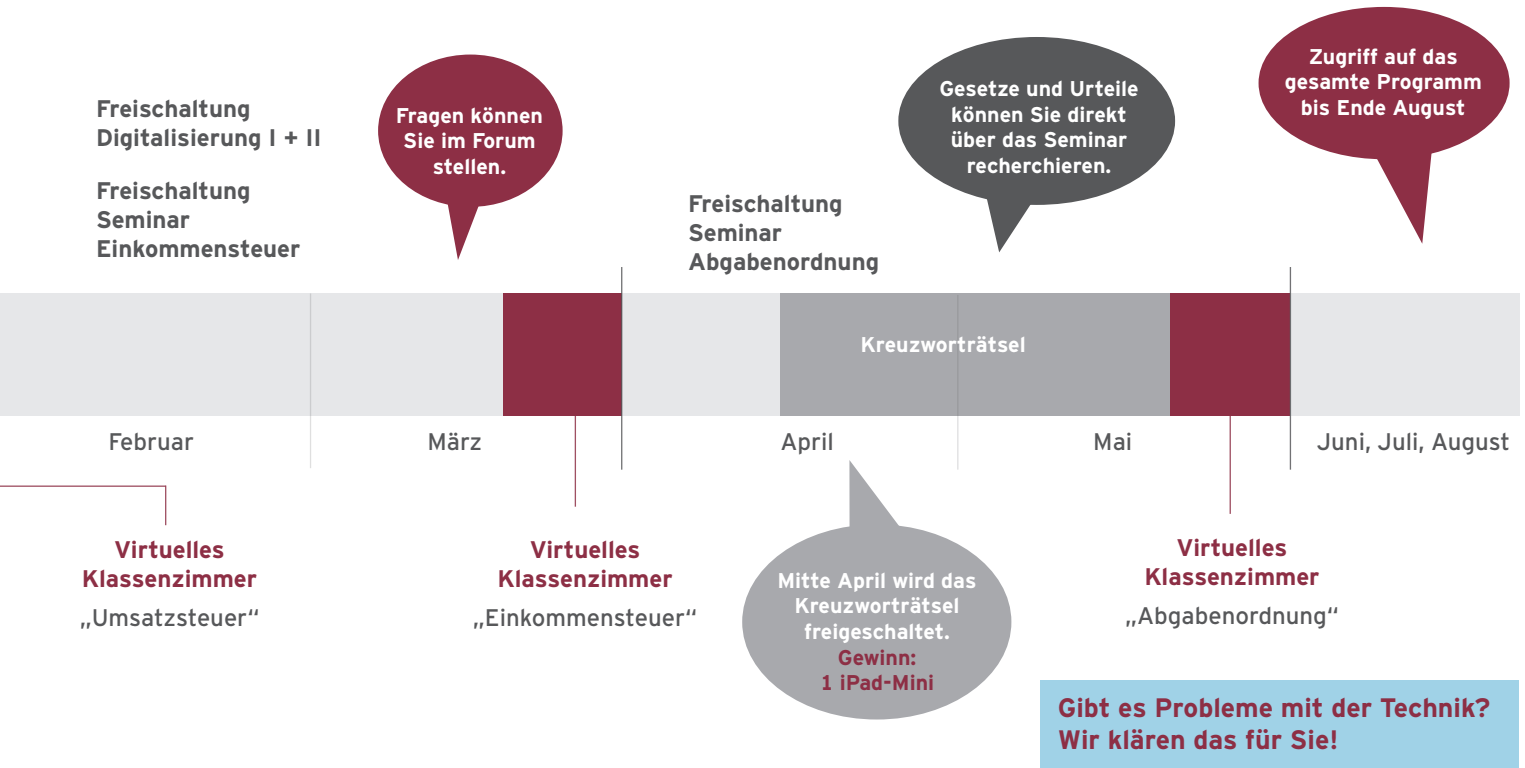 Freischaltung
Digitalisierung I + II
Freischaltung
Seminar
Einkommensteuer
Fragen können
Sie im Forum
stellen.
Freischaltung
Seminar
Abgabenordnung
Gesetze und Urteile
können Sie direkt
über das Seminar
recherchieren.
Zugriff auf das
gesamte Programm
bis Ende August
Kreuzworträtsel
Februar
März
April
Mai
Juni, Juli, August
Virtuelles
Klassenzimmer
„Umsatzsteuer“
Virtuelles
Klassenzimmer
„Einkommensteuer“
Mitte April wird das
Kreuzworträtsel
freigeschaltet.
Gewinn:
1 iPad-Mini
Virtuelles
Klassenzimmer
„Abgabenordnung“
Gibt es Probleme mit der Technik?
Wir klären das für Sie!